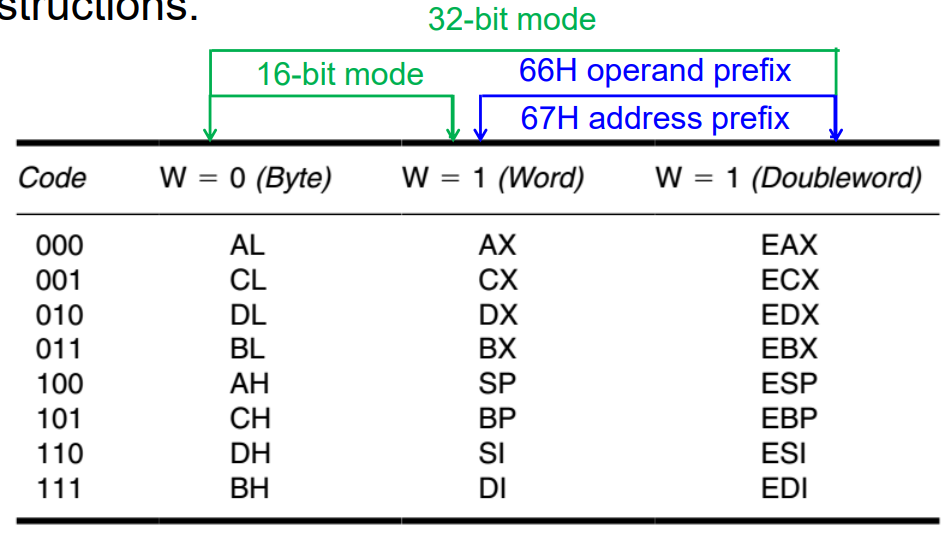 structions.
32-bit mode
16-bit mode 66H operand prefix
67H address prefix
Code W = 0 (Byte) W = 1 (Word) W = 1 (Doubleword)
000 AL AX EAX
001 CL CX ECX
010 DL DX EDX
011 BL BX EBX
100 AH SP ESP
101 CH BP EBP
110 DH SI ESI
111 BH DI EDI